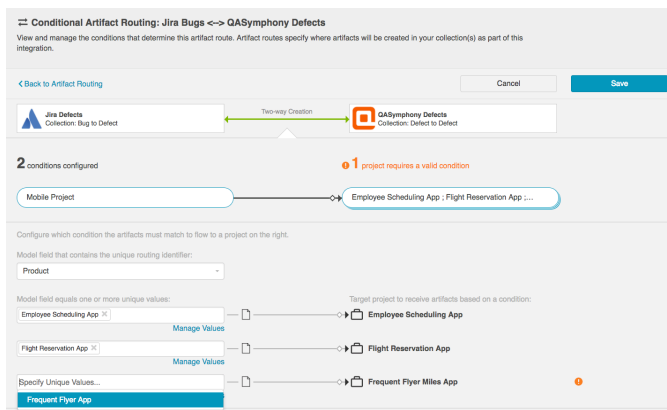 Conditional Artifact Routing: Jira Bugs <--> QASymphony Defects
View and manage the conditions that determine this artifact route. Artifact routes specify where artifacts will be created in your collection(s) as part of this
integration.
Back to Artifact Routing
Cancel
Save
Jira Defects
Collection: Bug to Defect
Two-way Creation
QASymphony Defects
Collection: Defect to Defect
2 conditions configured
1 project requires a valid condition
Mobile Project
Employee Scheduling App ; Flight Reservation App ;...
Configure which condition the artifacts must match to flow to a project on the right.
Model field that contains the unique routing identifier:
Product
Model field equals one or more unique values:
Target project to receive artifacts based on a condition:
Employee Scheduling App
Employee Scheduling App
Manage Values
Flight Reservation App
Flight Reservation App
Manage Values
Specify Unique Values...
Frequent Flyer Miles App
Frequent Flyer App